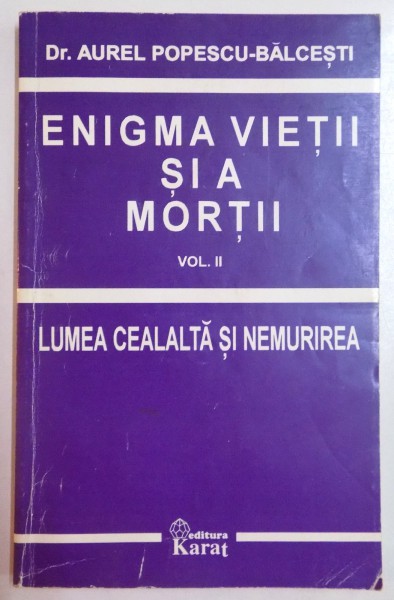 Dr. AUREL POPESCU-BĂLCEȘTI
ENIGMA VIEȚII
ȘI A
MORȚII
VOL. II
LUMEA CEALALTĂ ȘI NEMURIREA
editura
Karat